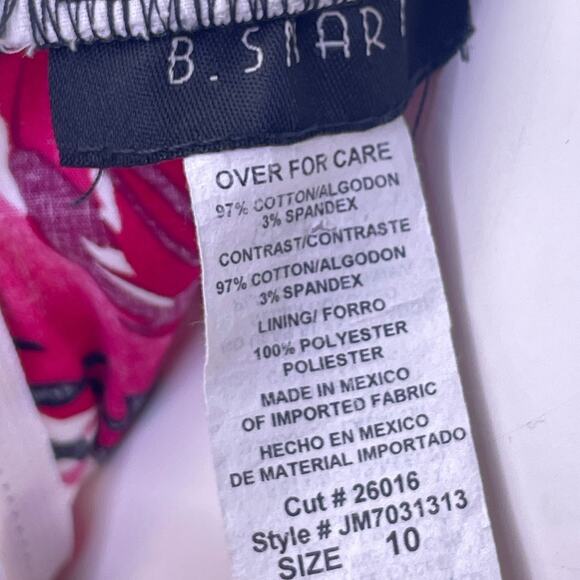 B. SMART
OVER FOR CARE
97% COTTON/ALGODON
3% SPANDEX
CONTRAST/CONTRASTE
97% COTTON/ALGODON
3% SPANDEX
LINING/ FORRO
100% POLYESTER
POLIESTER
MADE IN MEXICO
OF IMPORTED FABRIC
HECHO EN MEXICO
DE MATERIAL IMPORTADO
Cut # 26016
Style # JM7031313
SIZE 10